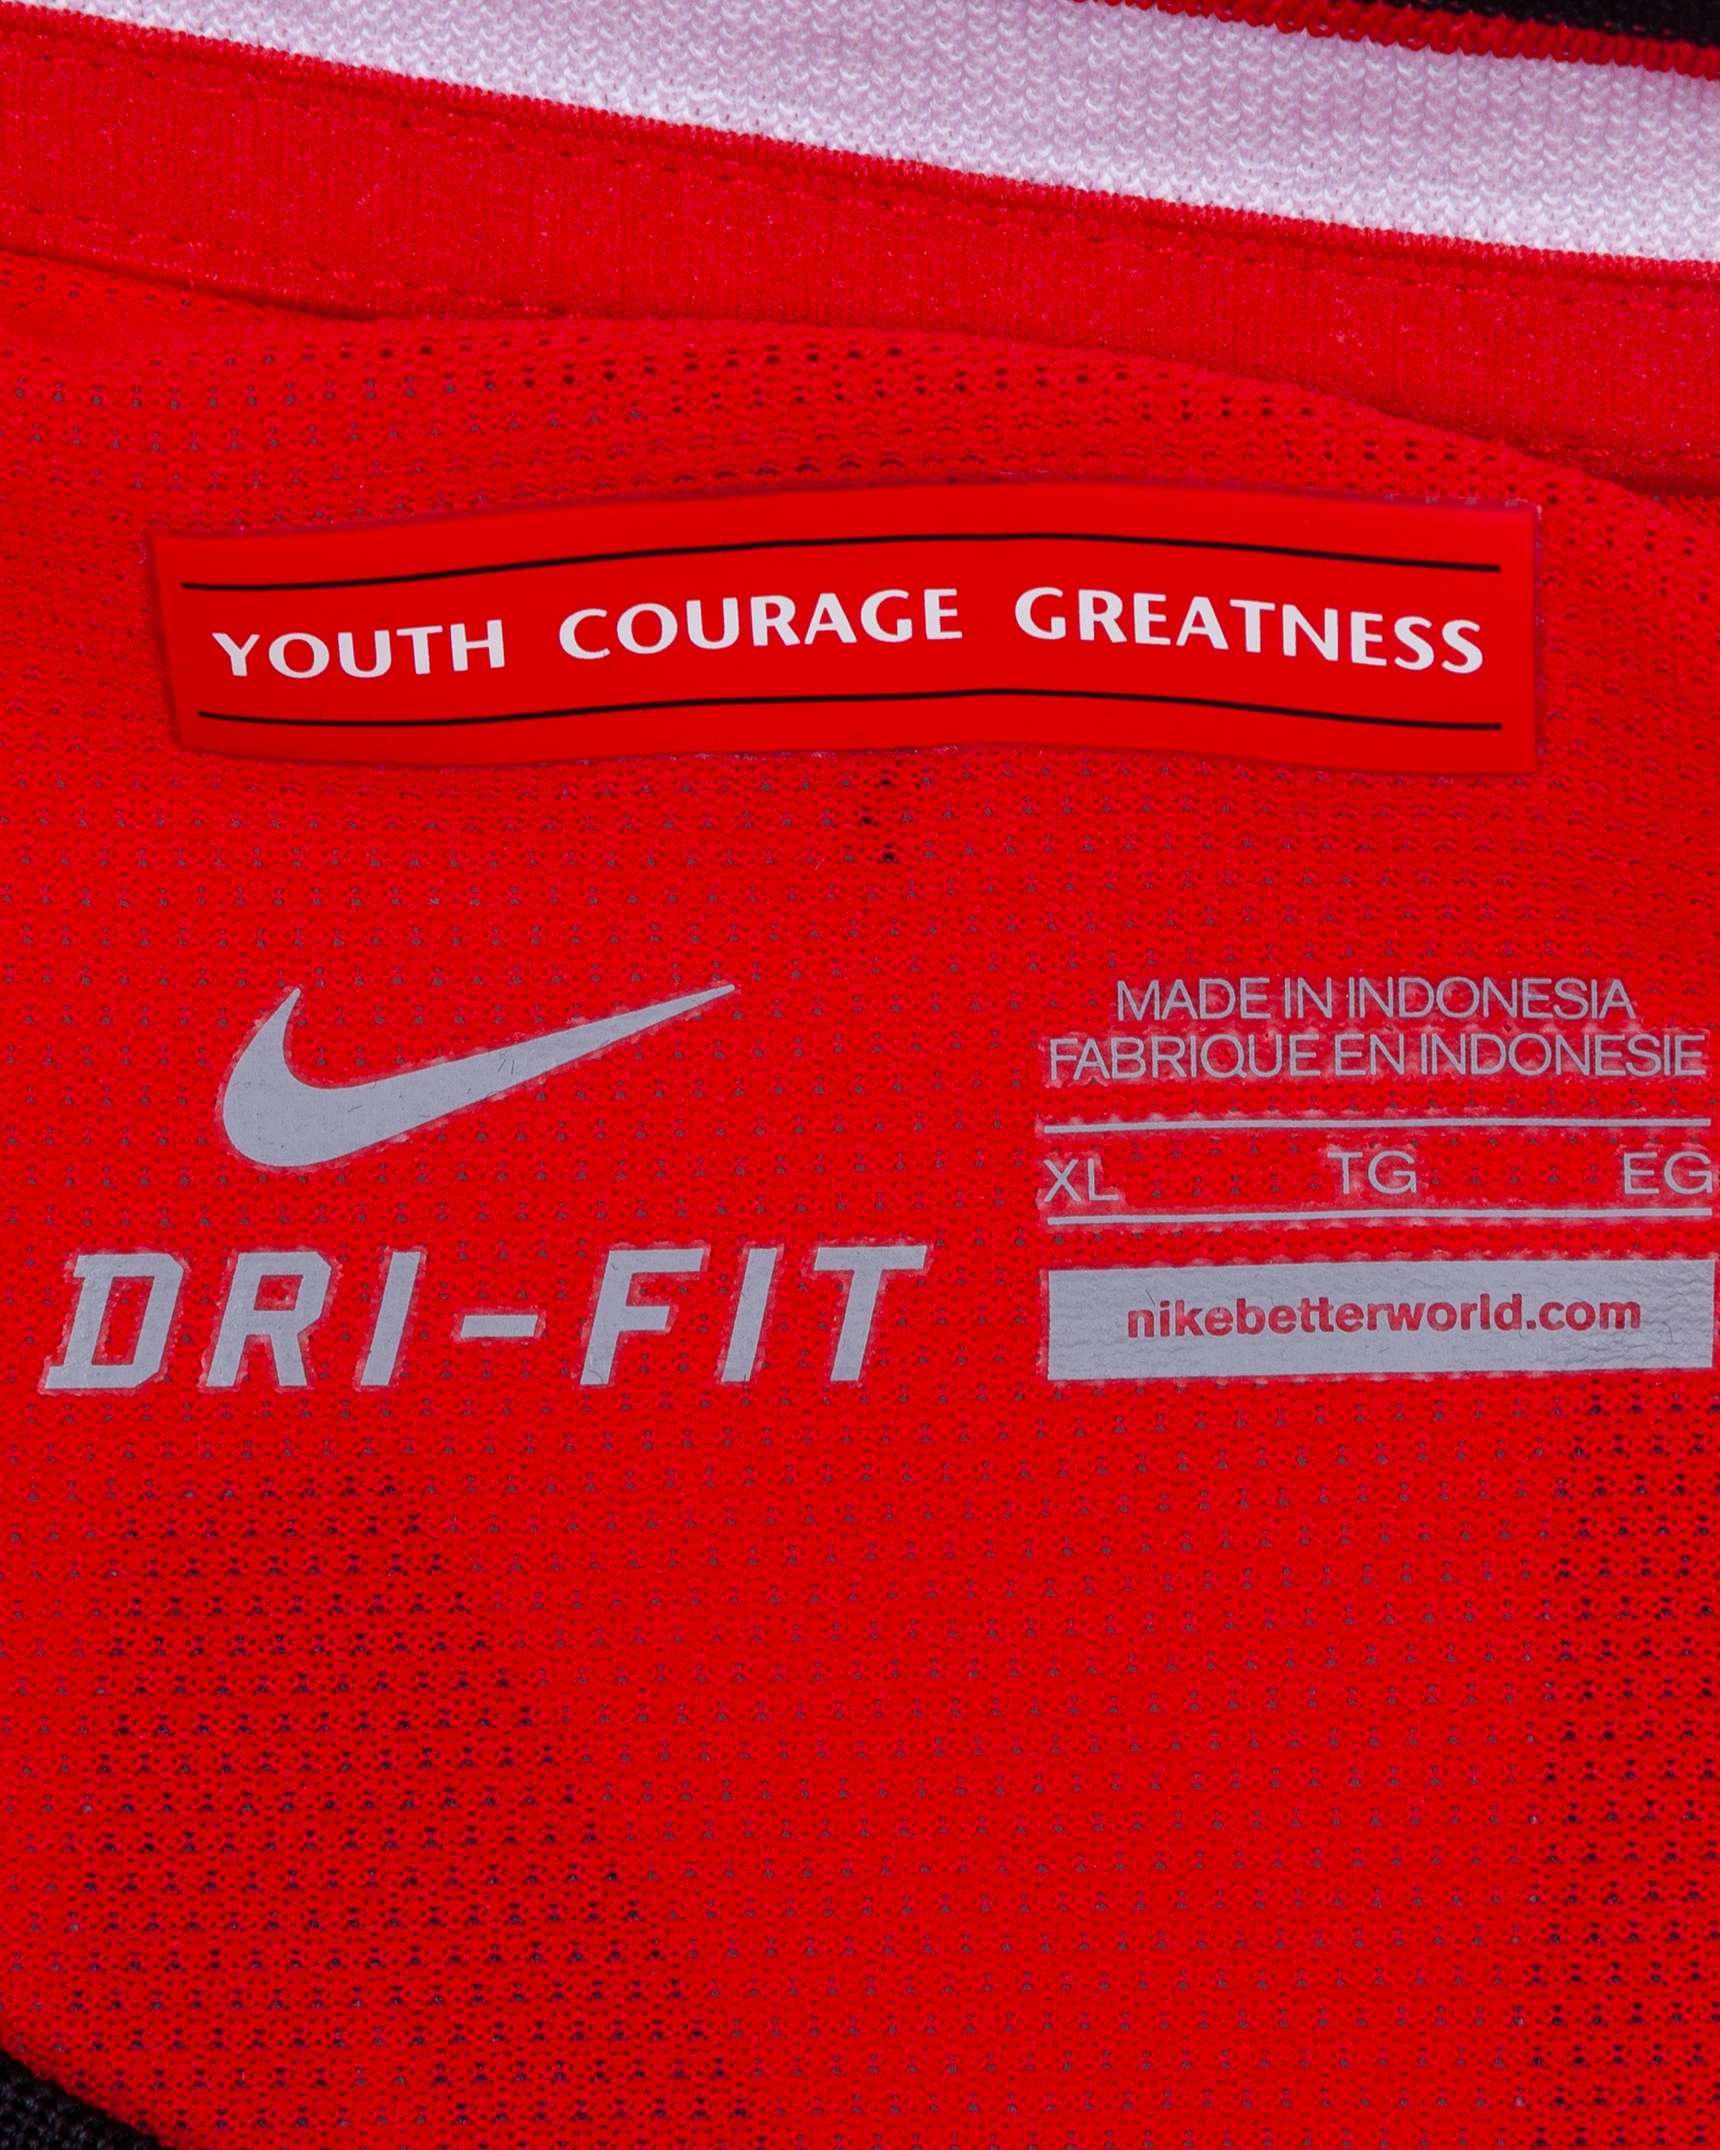 YOUTH COURAGE GREATNESS
MADE IN INDONESIA
FABRIQUE EN INDONESIE
XL TG EG
DRI-FIT
nikebetterworld.com